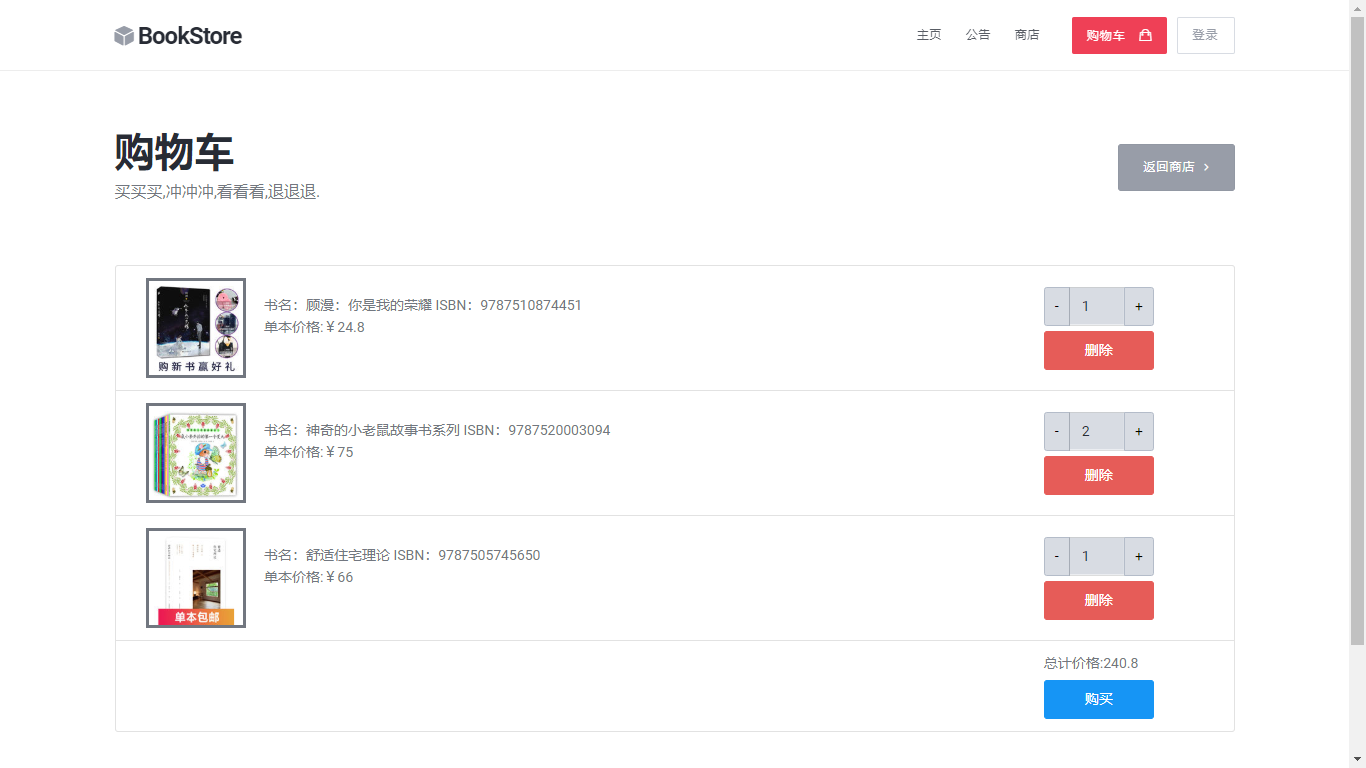 BookStore
主页
公告
商店
购物车
登录
购物车
买买买,冲冲冲,看看看,退退退.
返回商店
购新书赢好礼
书名：顾漫：你是我的荣耀 ISBN：9787510874451
单本价格:￥24.8
- 1 +
删除
书名：神奇的小老鼠故事书系列 ISBN：9787520003094
单本价格:￥75
- 2 +
删除
单本包邮
书名：舒适住宅理论 ISBN：9787505745650
单本价格:￥66
- 1 +
删除
总计价格:240.8
购买